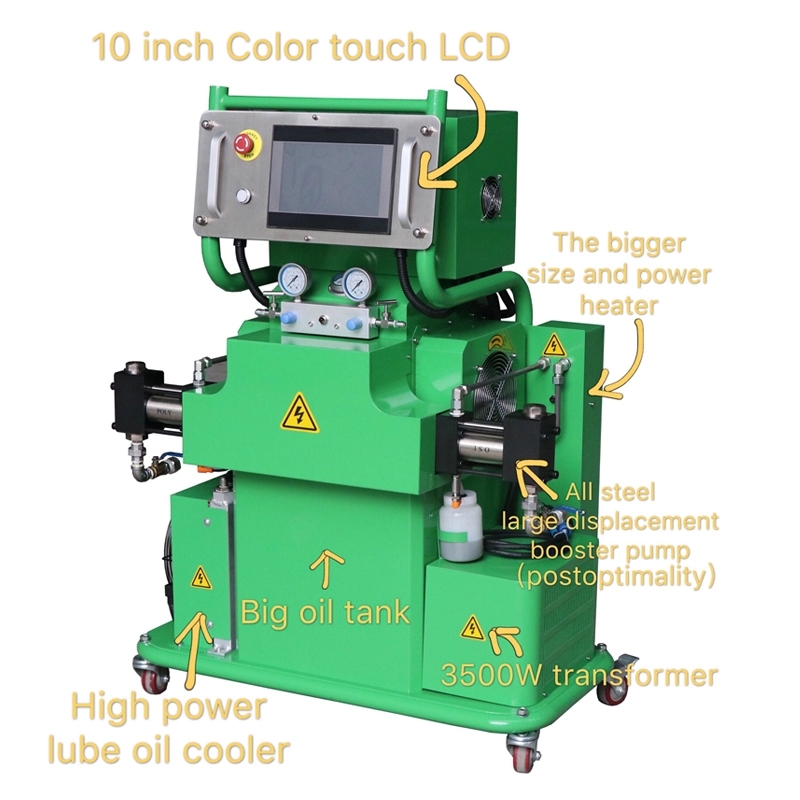 10 inch Color touch LCD
The bigger
size and power
heater
POLY
ISO
All steel
large displacement
booster pump
（postoptimality）
Big oil tank
3500W transformer
High power
lube oil cooler